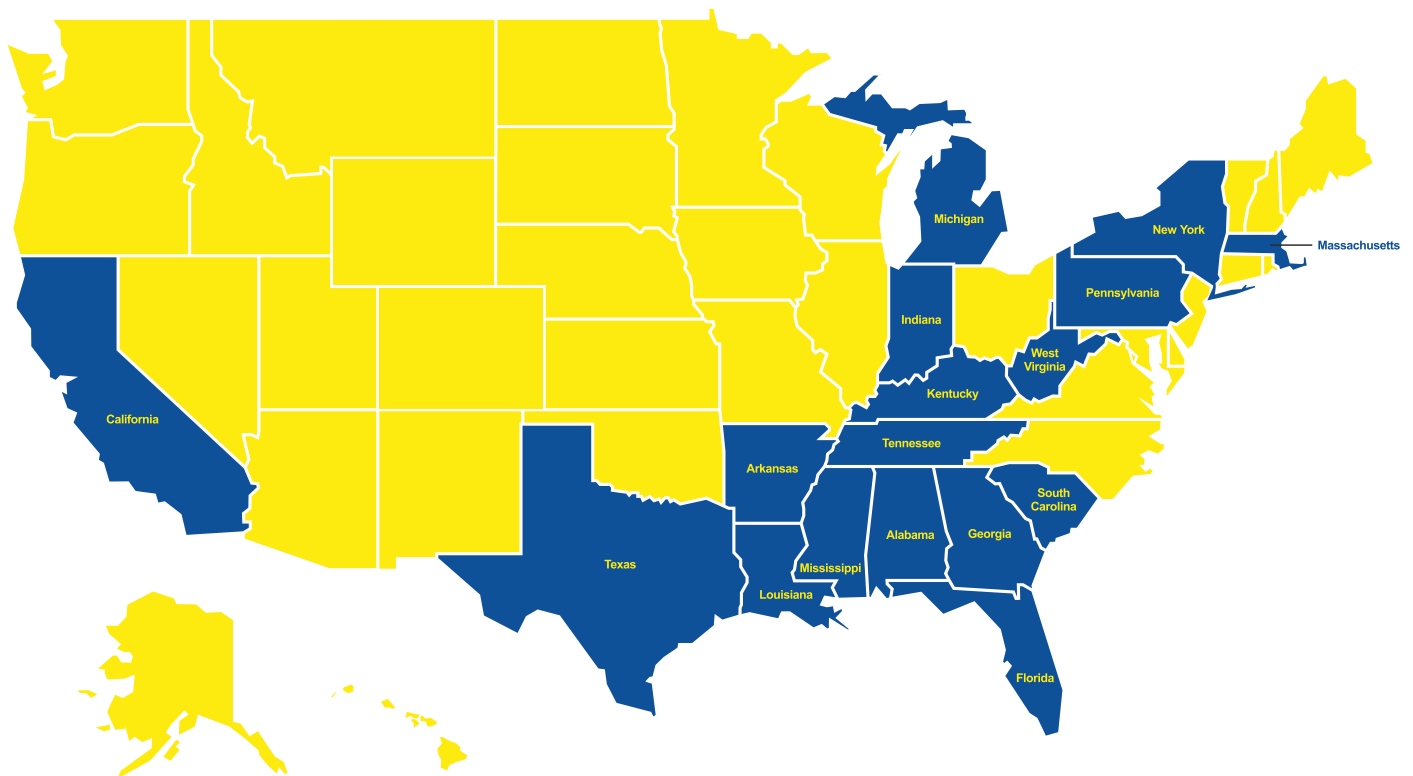 Michigan
New York
Massachusetts
Pennsylvania
Indiana
West
Virginia
Kentucky
California
Tennessee
Arkansas
South
Carolina
Georgia
Alabama
Texas
Mississippi
Louisiana
Florida